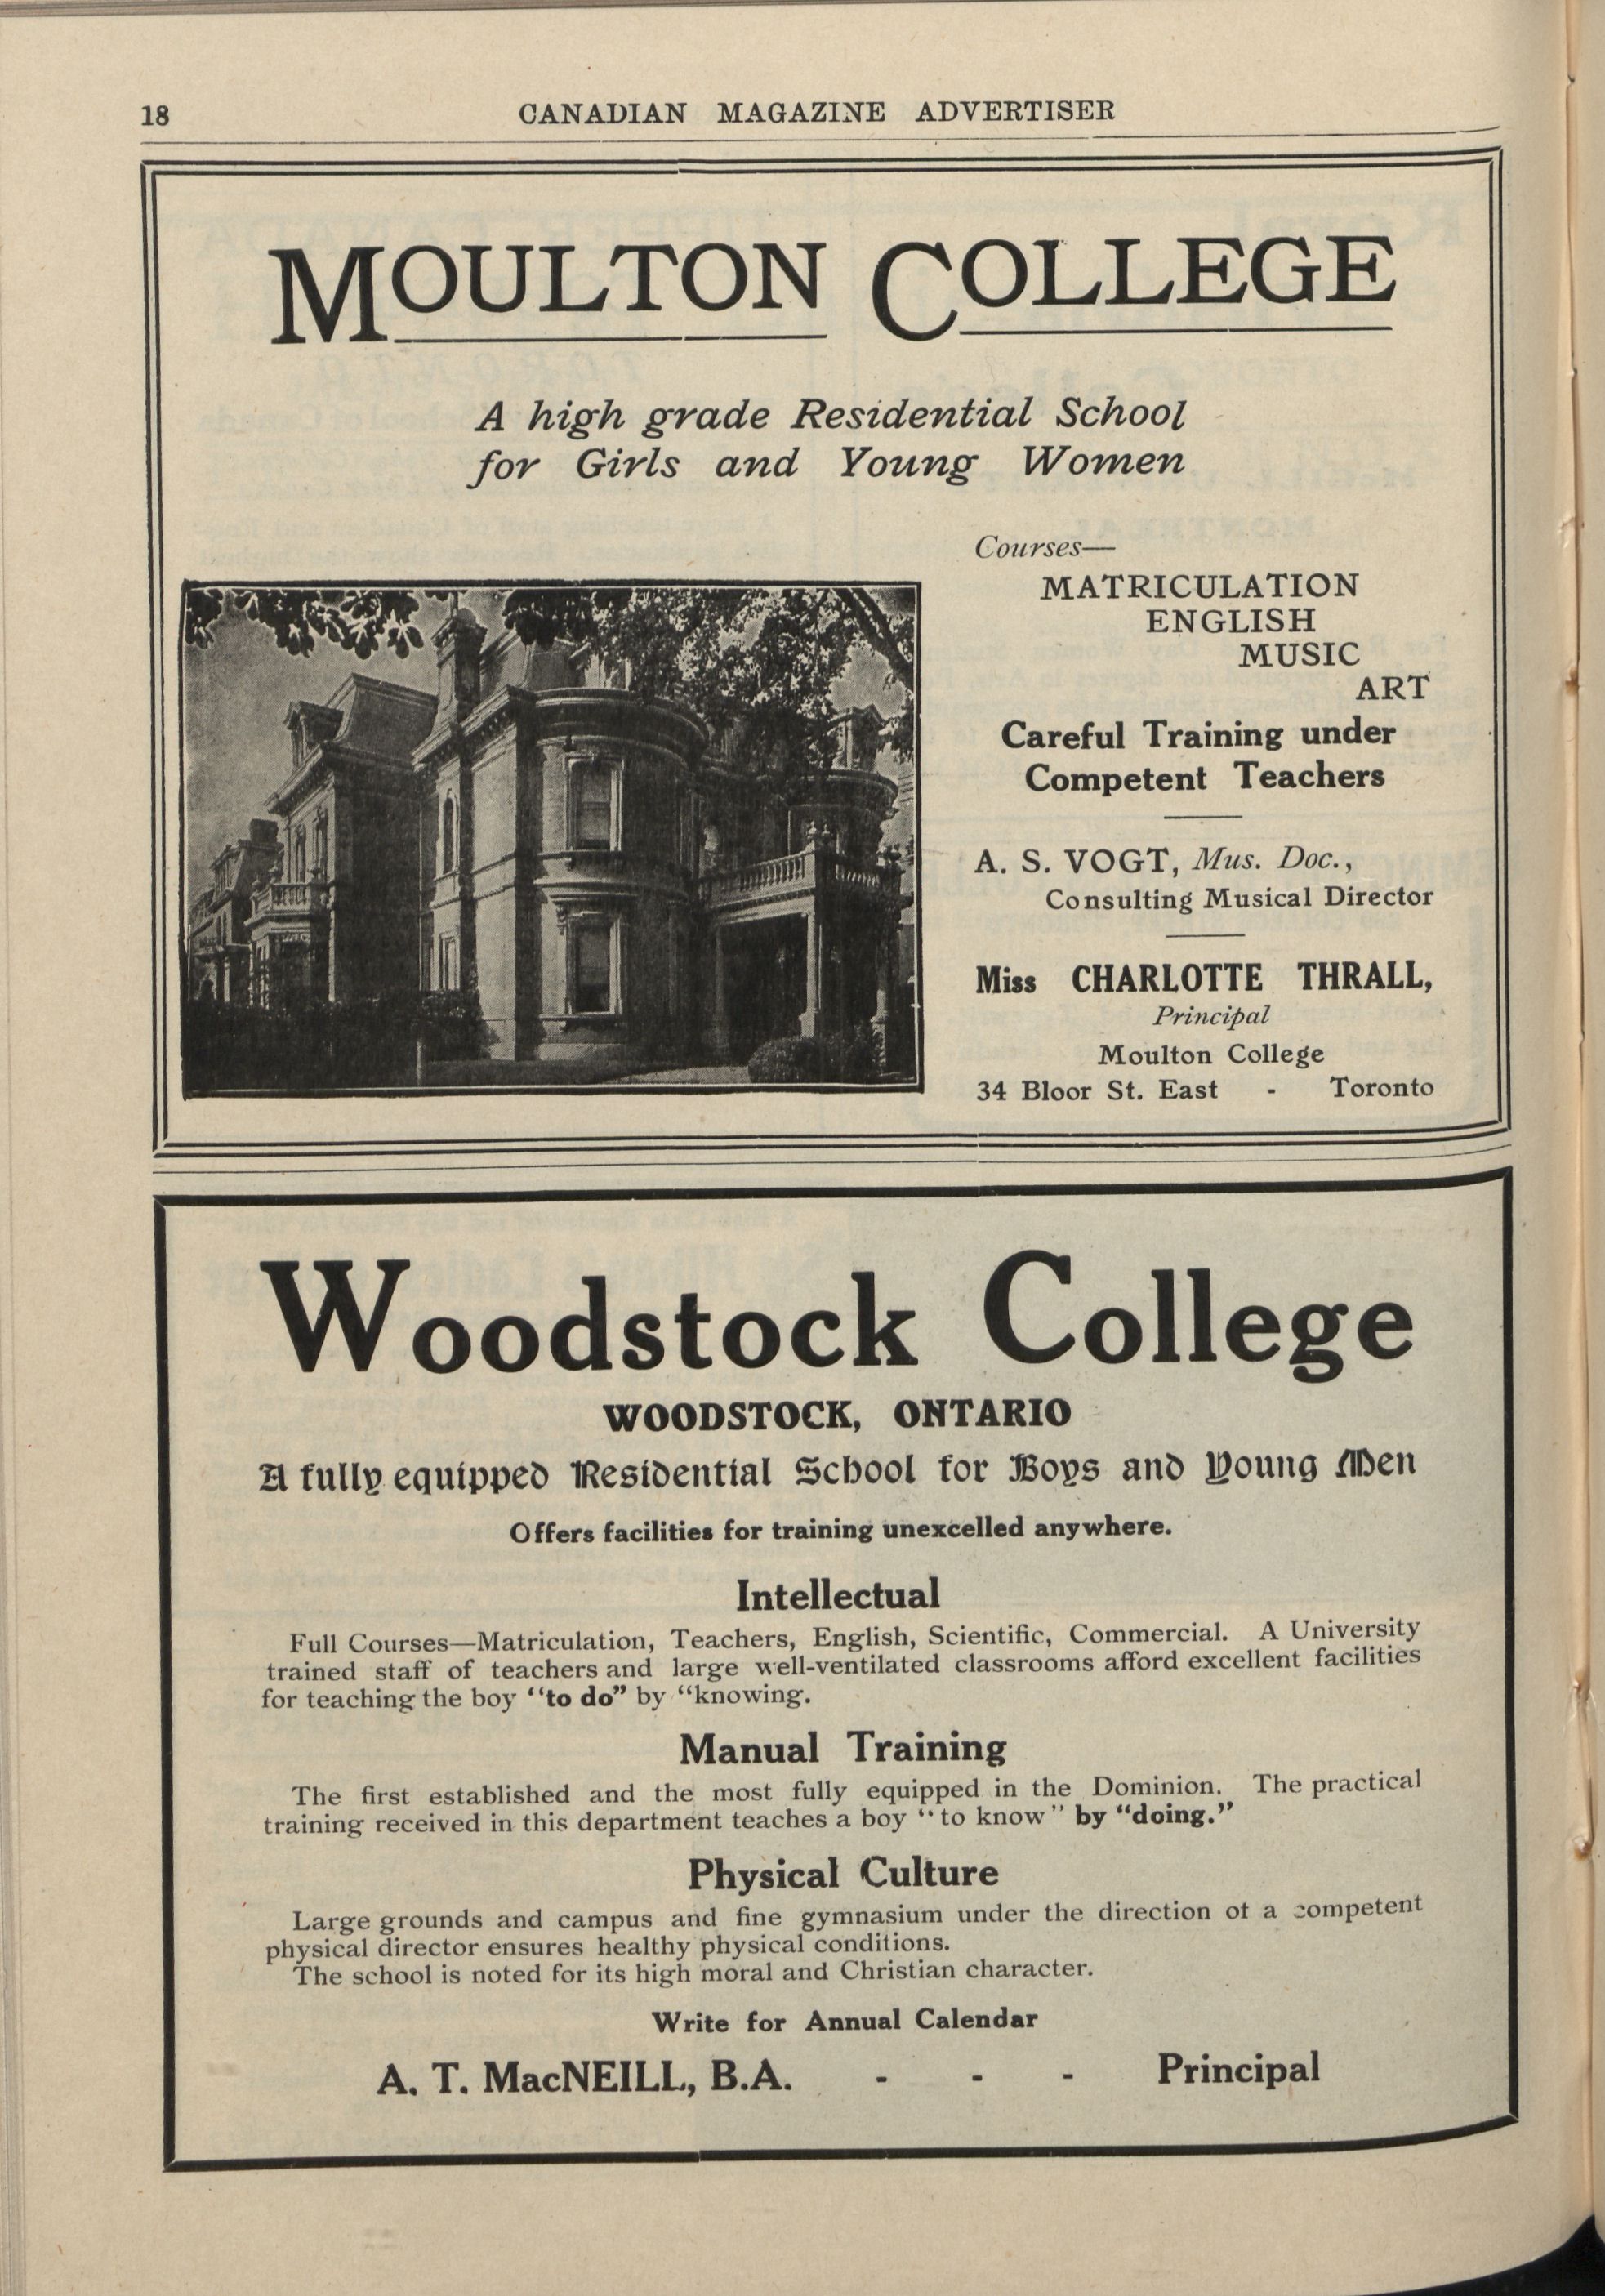 18
CANADIAN MAGAZINE ADVERTISER
MOULTON COLLEGE
A high grade Residential School
for Girls and Young Women
Courses—
MATRICULATION
ENGLISH
MUSIC
ART
Careful Training under
Competent Teachers
A. S. VOGT, Mus. Doc.,
Consulting Musical Director
Miss CHARLOTTE THRALL,
Principal
Moulton College
34 Bloor St. East - Toronto
Woodstock College
WOODSTOCK, ONTARIO
A fully equipped Residential School for Boys and Young Men
Offers facilities for training unexcelled anywhere.
Intellectual
Full Courses—Matriculation, Teachers, English, Scientific, Commercial. A University
trained staff of teachers and large well-ventilated classrooms afford excellent facilities
for teaching the boy "to do" by "knowing.
Manual Training
The first established and the most fully equipped in the Dominion. The practical
training received in this department teaches a boy "to know" by "doing."
Physical Culture
Large grounds and campus and fine gymnasium under the direction of a competent
physical director ensures healthy physical conditions.
The school is noted for its high moral and Christian character.
Write for Annual Calendar
A. T. MacNEILL, B.A. - - - Principal